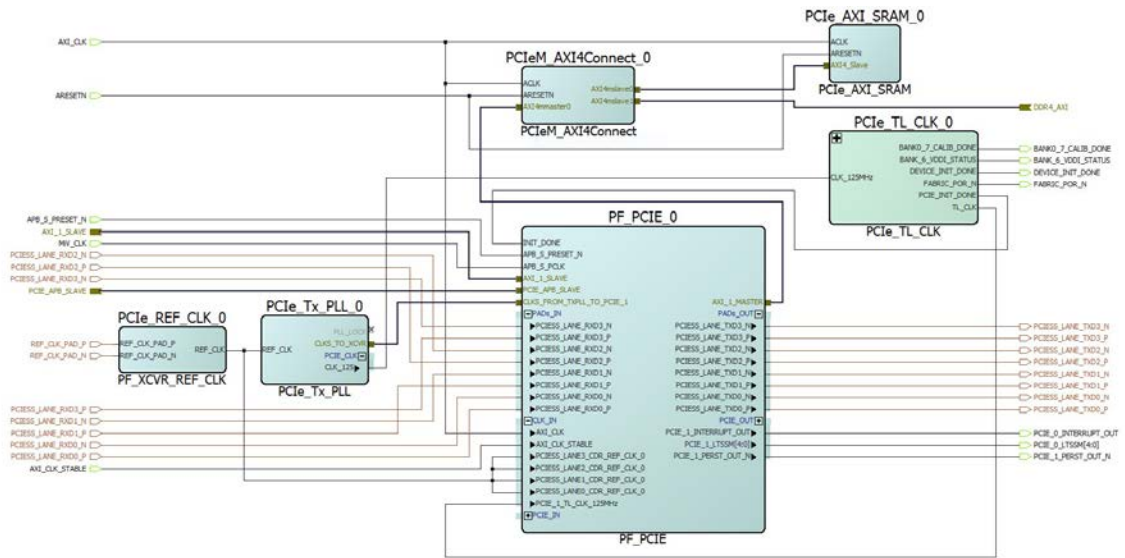 PCIe_AXI_SRAM_0
AXI_CLK
ACLK
ARESETN
AXI4_Slave
PCIe_AXI_SRAM
PCIeM_AXI4Connect_0
ACLK
ARESETN
AXI4mmaster0
AXI4mslave0
AXI4mslave1
PCIeM_AXI4Connect
ARESETN
DDR4_AXI
PCIe_TL_CLK_0
CLK_125MHz
BANK0_7_CALIB_DONE
BANK_6_VDDI_STATUS
DEVICE_INIT_DONE
FABRIC_POR_N
PCIE_INIT_DONE
TL_CLK
PCIe_TL_CLK
BANK0_7_CALIB_DONE
BANK_6_VDDI_STATUS
DEVICE_INIT_DONE
FABRIC_POR_N
APB_S_PRESET_N
AXI_1_SLAVE
MiV_CLK
PCIESS_LANE_RXD2_N
PCIESS_LANE_RXD2_P
PCIESS_LANE_RXD3_N
PCIE_APB_SLAVE
PCIe_REF_CLK_0
REF_CLK_PAD_P
REF_CLK_PAD_N
REF_CLK_PAD_P
REF_CLK_PAD_N
REF_CLK
PF_XCVR_REF_CLK
PCIe_Tx_PLL_0
REF_CLK
PLL_LOCK
CLKS_TO_XCVR
PCIE_CLK
CLK_125
PCIe_Tx_PLL
PCIESS_LANE_RXD3_P
PCIESS_LANE_RXD1_N
PCIESS_LANE_RXD1_P
PCIESS_LANE_RXD0_N
PCIESS_LANE_RXD0_P
AXI_CLK_STABLE
PF_PCIE_0
INIT_DONE
APB_S_PRESET_N
APB_S_PCLK
AXI_1_SLAVE
PCIE_APB_SLAVE
CLKS_FROM_TXPLL_TO_PCIE_1
PADs_IN
PCIESS_LANE_RXD3_N
PCIESS_LANE_RXD3_P
PCIESS_LANE_RXD2_N
PCIESS_LANE_RXD2_P
PCIESS_LANE_RXD1_N
PCIESS_LANE_RXD1_P
PCIESS_LANE_RXD0_N
PCIESS_LANE_RXD0_P
CLK_IN
AXI_CLK
AXI_CLK_STABLE
PCIESS_LANE3_CDR_REF_CLK_0
PCIESS_LANE2_CDR_REF_CLK_0
PCIESS_LANE1_CDR_REF_CLK_0
PCIESS_LANE0_CDR_REF_CLK_0
PCIE_1_TL_CLK_125MHz
PCIE_IN
AXI_1_MASTER
PADs_OUT
PCIESS_LANE_TXD3_N
PCIESS_LANE_TXD3_P
PCIESS_LANE_TXD2_N
PCIESS_LANE_TXD2_P
PCIESS_LANE_TXD1_N
PCIESS_LANE_TXD1_P
PCIESS_LANE_TXD0_N
PCIESS_LANE_TXD0_P
PCIE_OUT
PCIE_1_INTERRUPT_OUT
PCIE_1_LTSSM[4:0]
PCIE_1_PERST_OUT_N
PF_PCIE
PCIESS_LANE_TXD3_N
PCIESS_LANE_TXD3_P
PCIESS_LANE_TXD2_N
PCIESS_LANE_TXD2_P
PCIESS_LANE_TXD1_N
PCIESS_LANE_TXD1_P
PCIESS_LANE_TXD0_N
PCIESS_LANE_TXD0_P
PCIE_0_INTERRUPT_OUT
PCIE_0_LTSSM[4:0]
PCIE_1_PERST_OUT_N